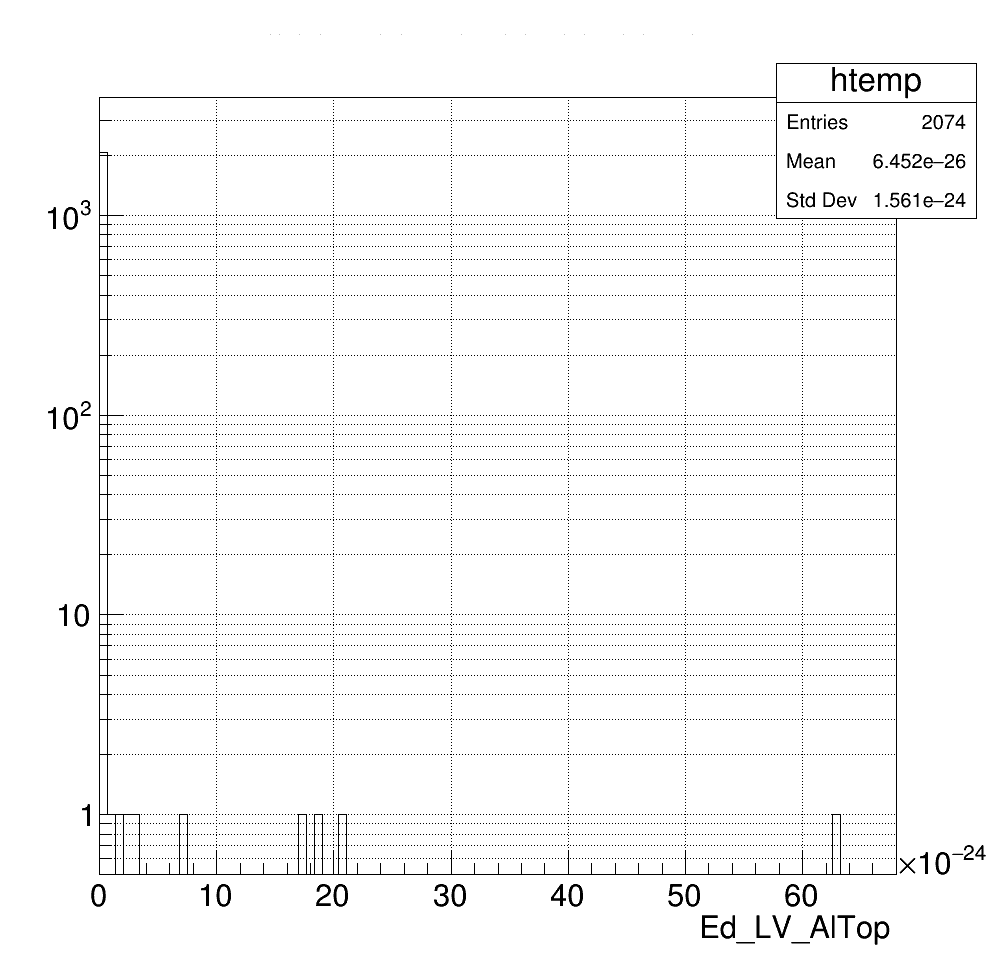 htemp
Entries 2074
Mean 6.452e−26
Std Dev 1.561e−24
10³
10²
10
1
0 10 20 30 40 50 60 ×10⁻²⁴
Ed_LV_AlTop